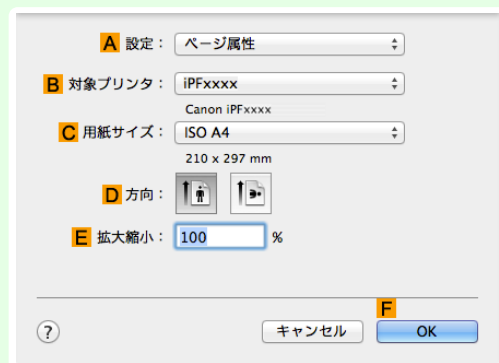 A 設定： ページ属性
B 対象プリンタ： iPFxxxx
Canon iPFxxxx
C 用紙サイズ： ISO A4
210 x 297 mm
D 方向：
E 拡大縮小： 100 %
F
? キャンセル OK